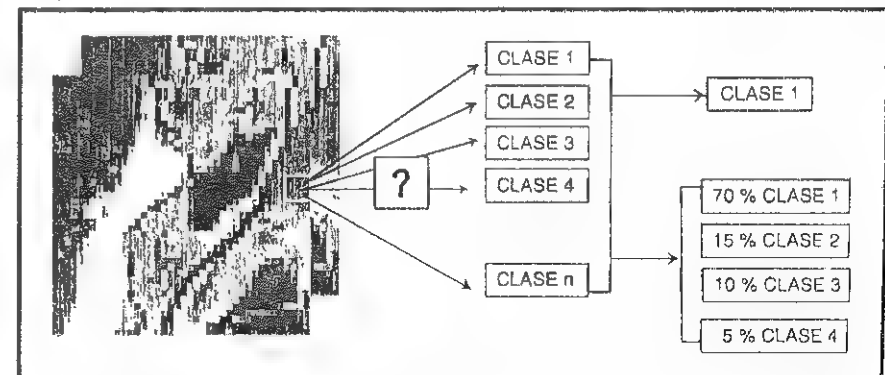 CLASE 1
CLASE 2
CLASE 3
CLASE 4
?
CLASE n
CLASE 1
70 % CLASE 1
15 % CLASE 2
10 % CLASE 3
5 % CLASE 4